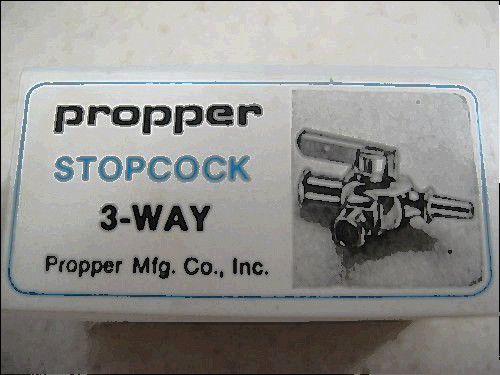 propper
STOPCOCK
3-WAY
Propper Mfg. Co., Inc.